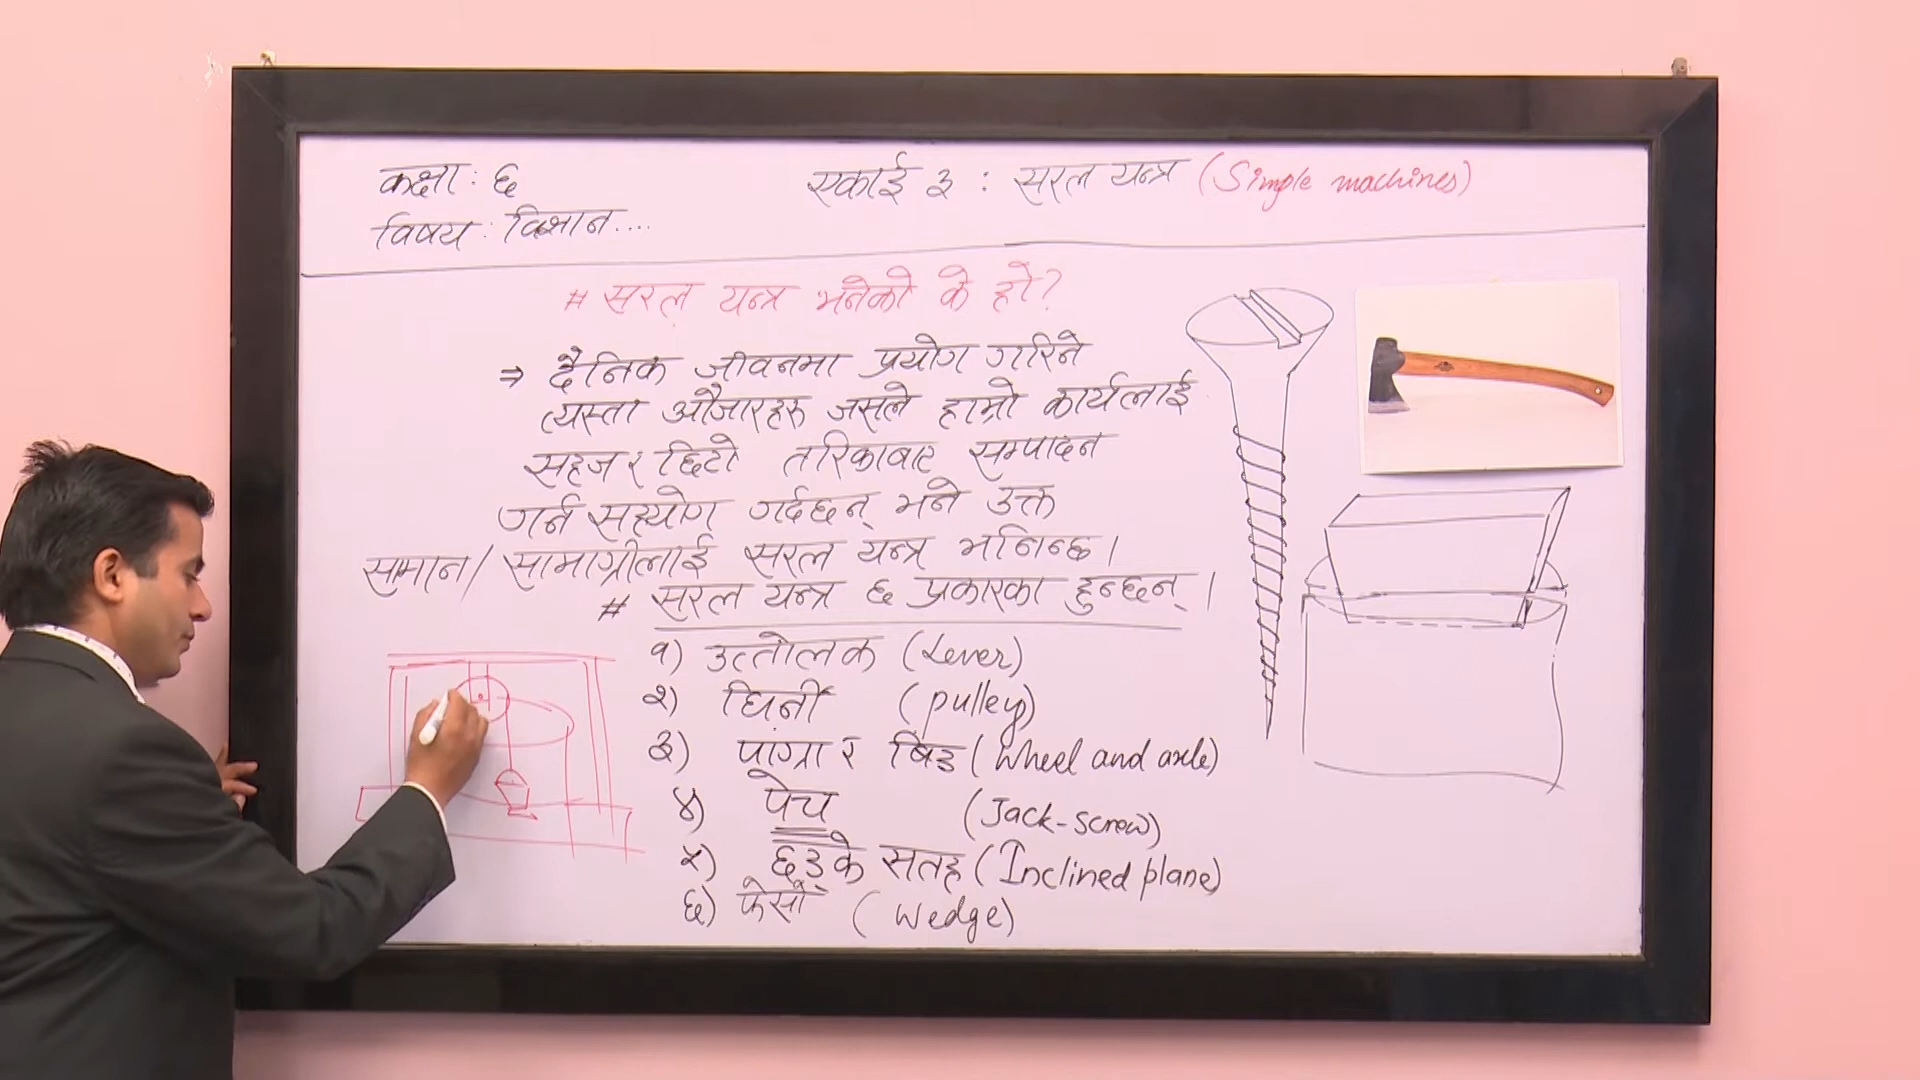 कक्षा: ६
एकाई ३ : सरल यन्त्र (Simple machines)
विषय: विज्ञान....
# सरल यन्त्र भनेको के हो?
⇒ दैनिक जीवनमा प्रयोग गरिने
त्यस्ता औजारहरु जसले हाम्रो कार्यलाई
सहज र छिटो तरिकाबाट सम्पादन
गर्न सहयोग गर्दछन् भने उक्त
सामान/सामाग्रीलाई सरल यन्त्र भनिन्छ।
# सरल यन्त्र ६ प्रकारका हुन्छन्।
१) उत्तोलक (Lever)
२) घिर्नी (pulley)
३) पांग्रा र बिंड (Wheel and axle)
४) पेच (Jack-screw)
५) छड्के सतह (Inclined plane)
६) फेसो (Wedge)